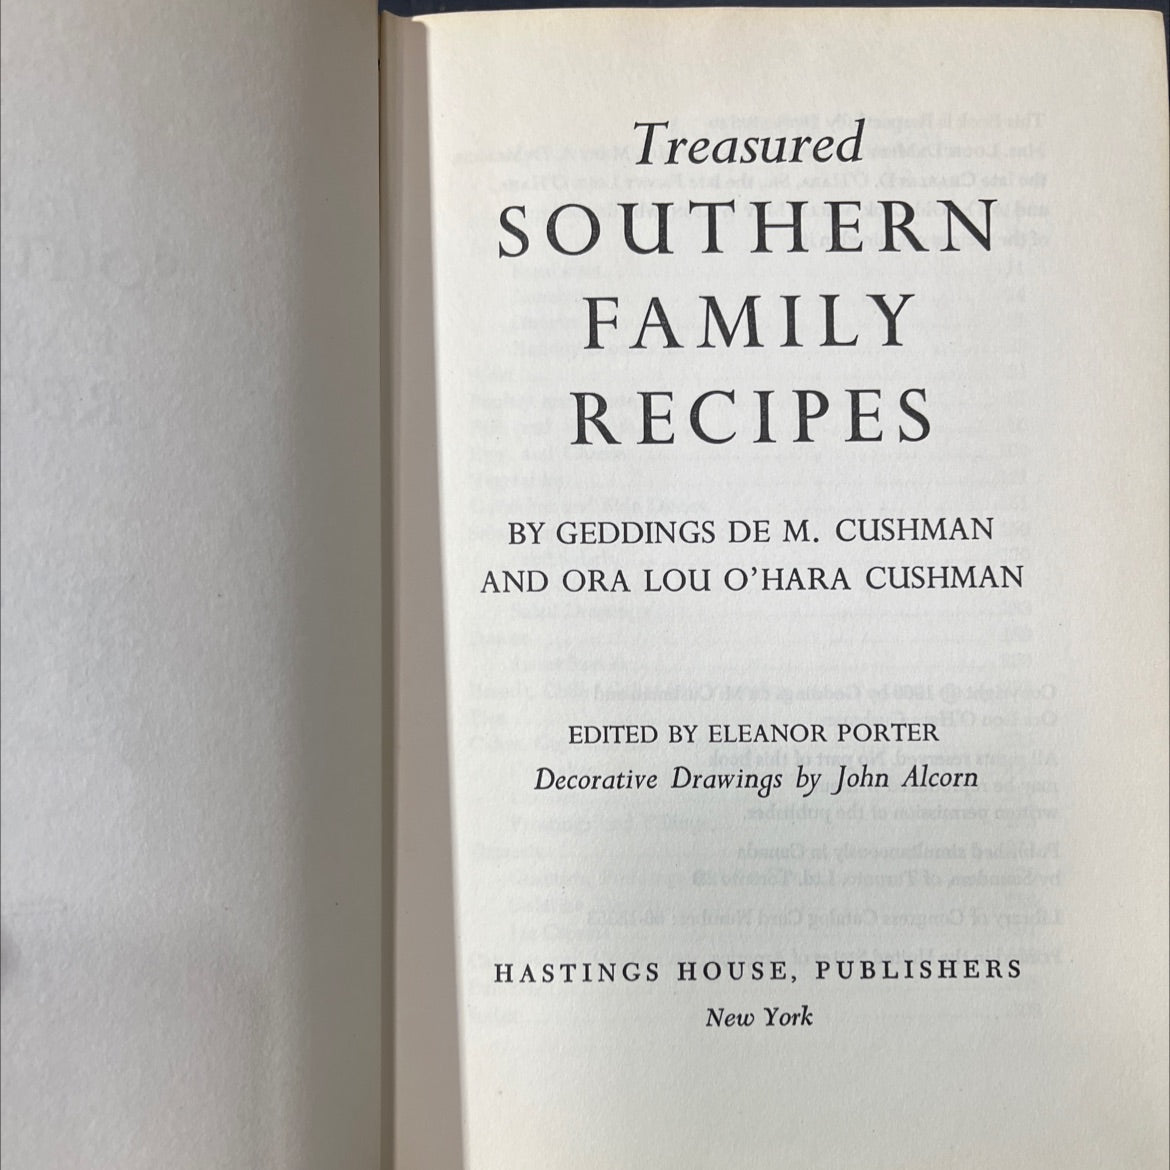 Treasured
SOUTHERN
FAMILY
RECIPES
BY GEDDINGS DE M. CUSHMAN
AND ORA LOU O'HARA CUSHMAN
EDITED BY ELEANOR PORTER
Decorative Drawings by John Alcorn
HASTINGS HOUSE, PUBLISHERS
New York